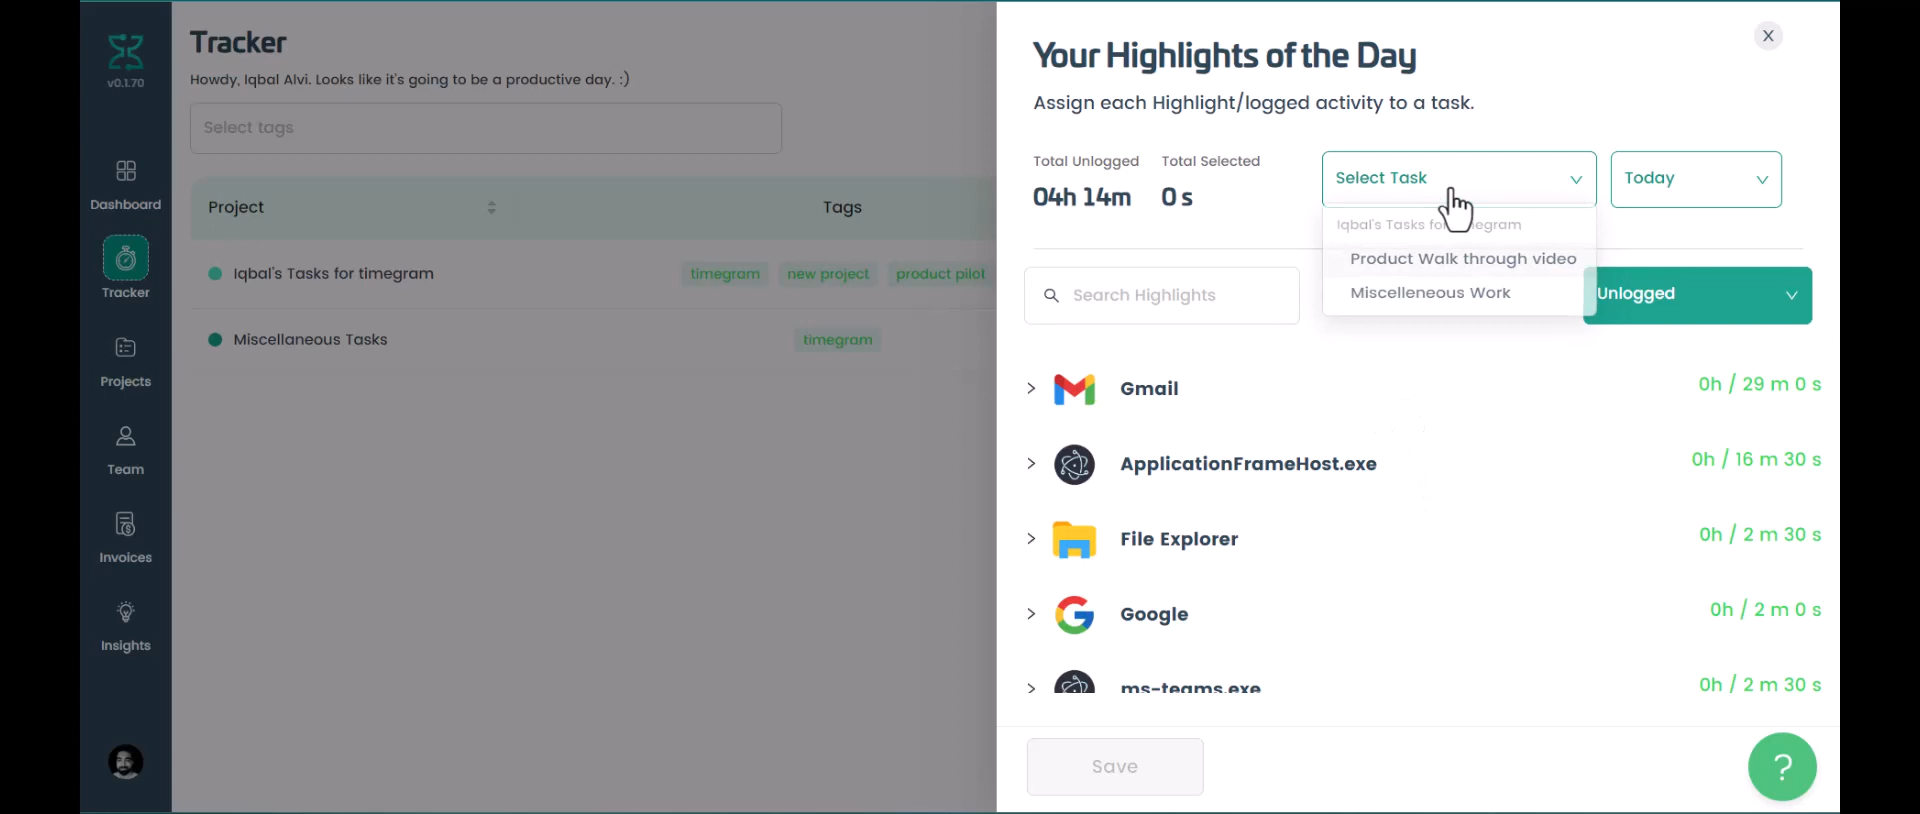 v0.1.70
Dashboard
Tracker
Projects
Team
Invoices
Insights
Tracker
Howdy, Iqbal Alvi. Looks like it's going to be a productive day. :)
Select tags
Project
Tags
Iqbal's Tasks for timegram
timegram
new project
product pilot
Miscellaneous Tasks
timegram
X
Your Highlights of the Day
Assign each Highlight/logged activity to a task.
Total Unlogged
04h 14m
Total Selected
0 s
Select Task
Today
Iqbal's Tasks
Product Walk through video
Miscelleneous Work
Search Highlights
Unlogged
Gmail
0h / 29 m 0 s
ApplicationFrameHost.exe
0h / 16 m 30 s
File Explorer
0h / 2 m 30 s
Google
0h / 2 m 0 s
ms-teams.exe
0h / 2 m 30 s
Save
?